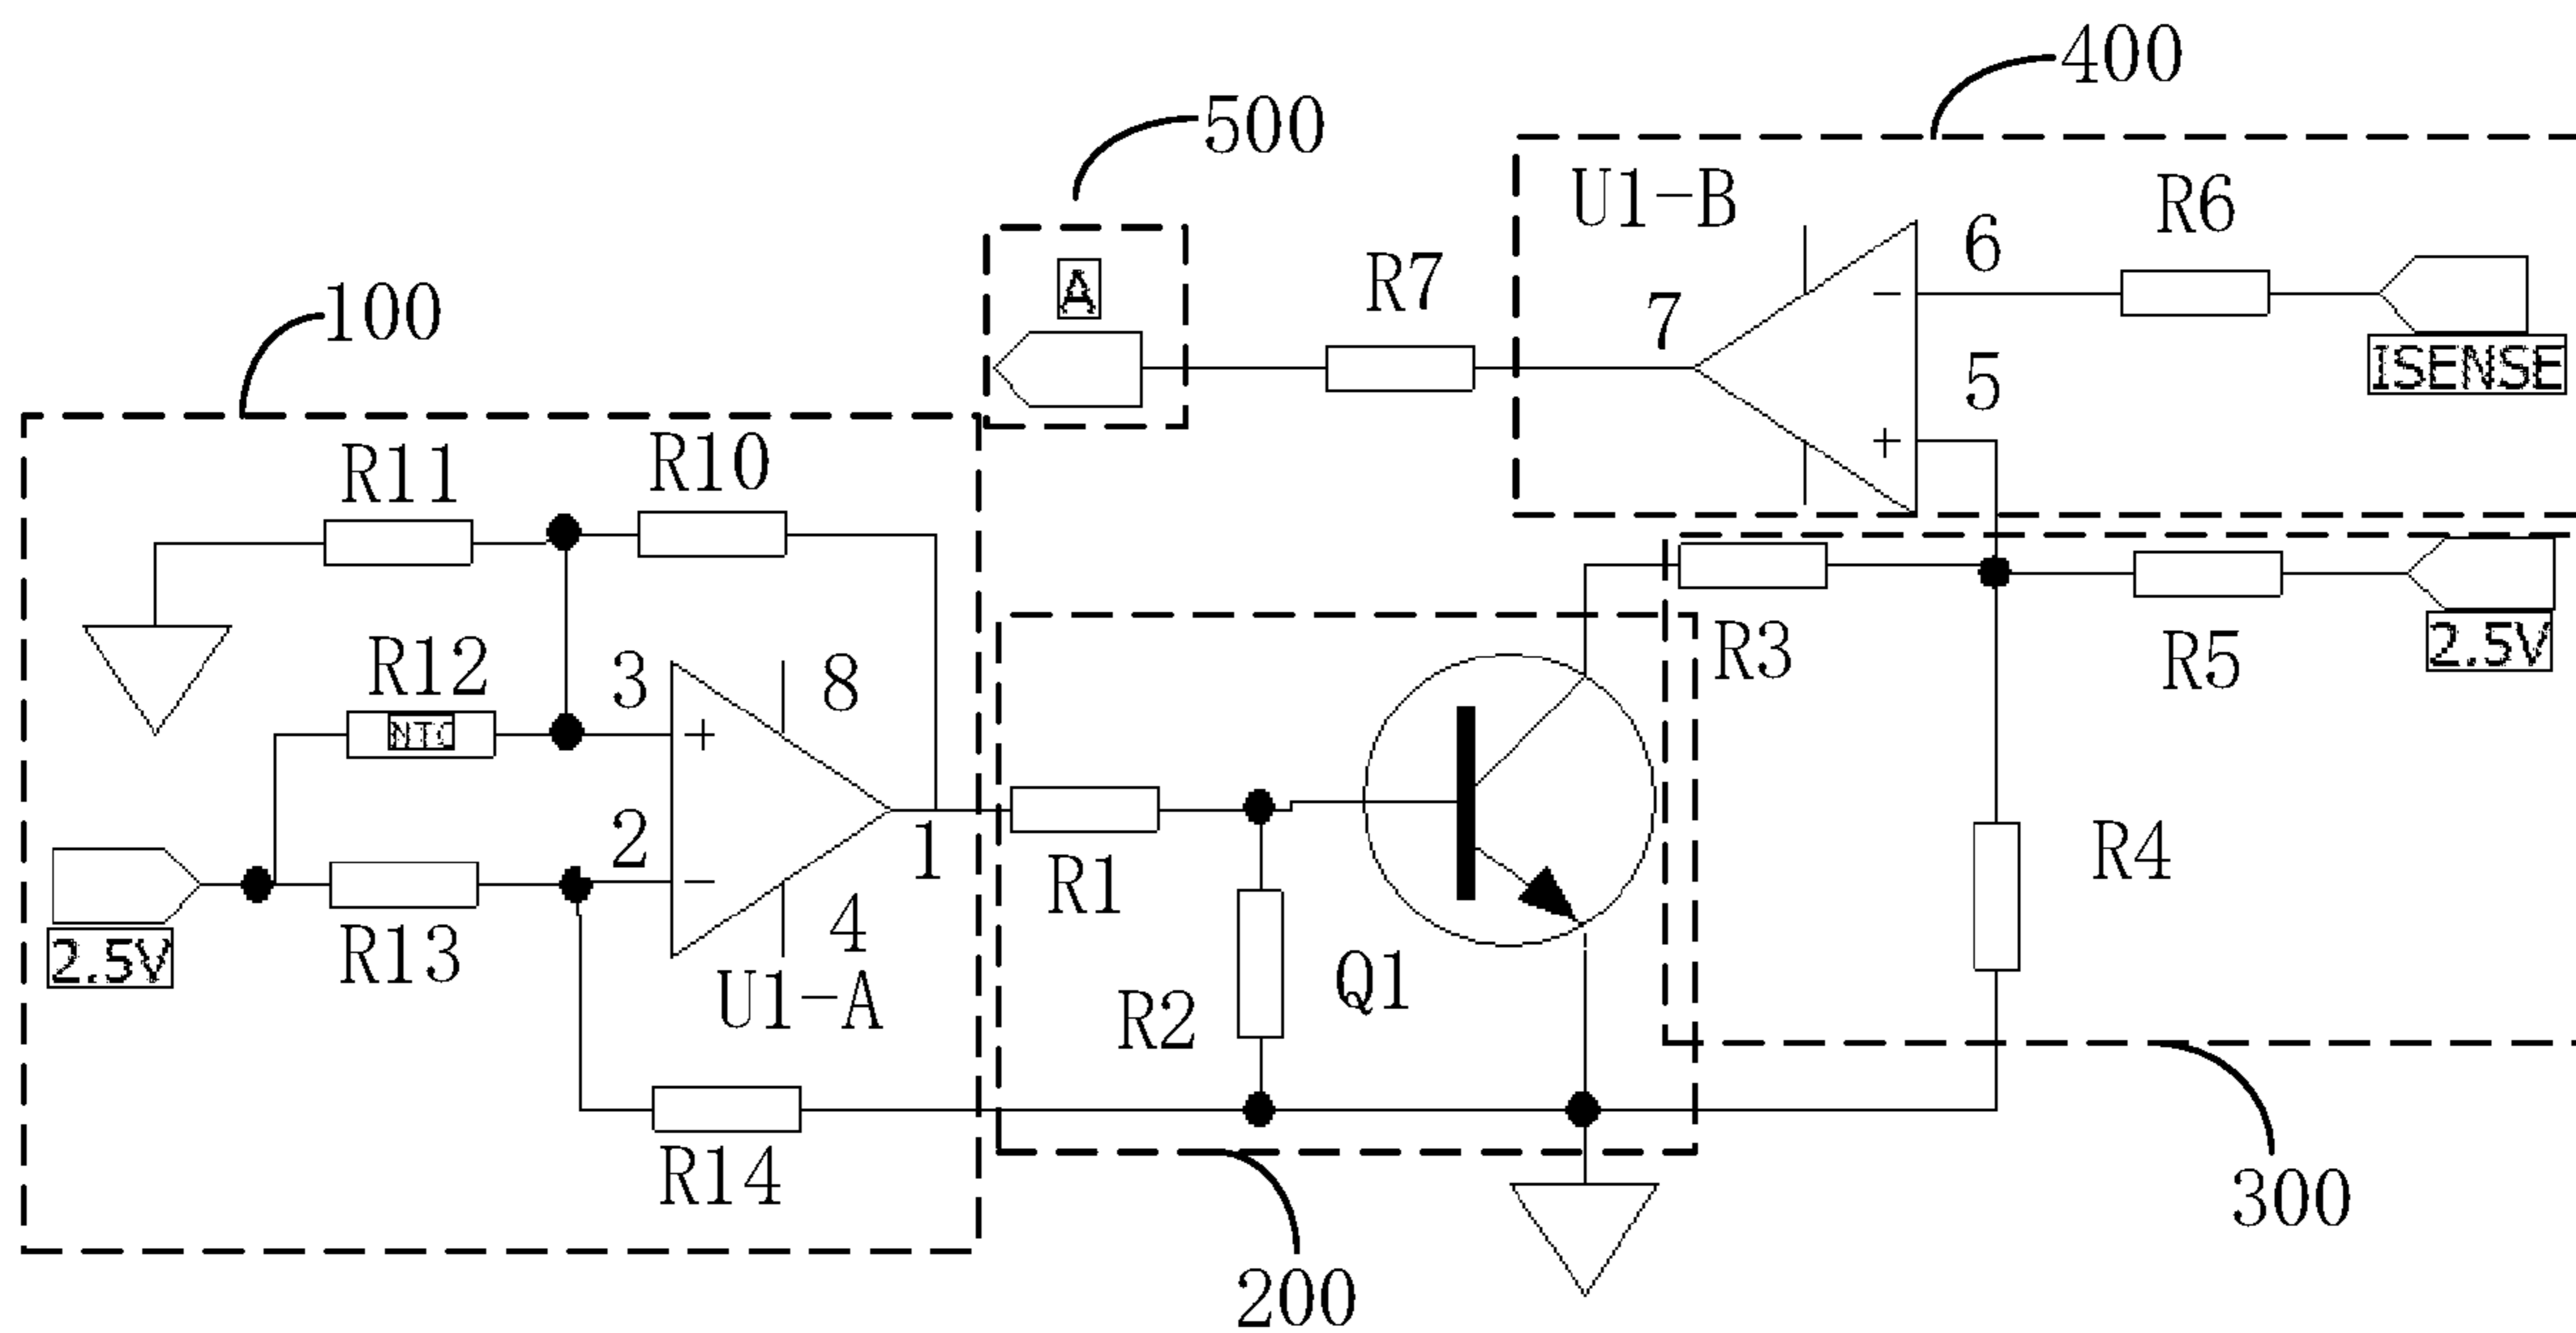 400
500
A
U1-B
R7
7
6
R6
ISENSE
5
100
R11
R10
R12
NTC
3
8
2
1
2.5V
R13
4
U1-A
R14
R1
R2
Q1
R3
R5
2.5V
R4
200
300